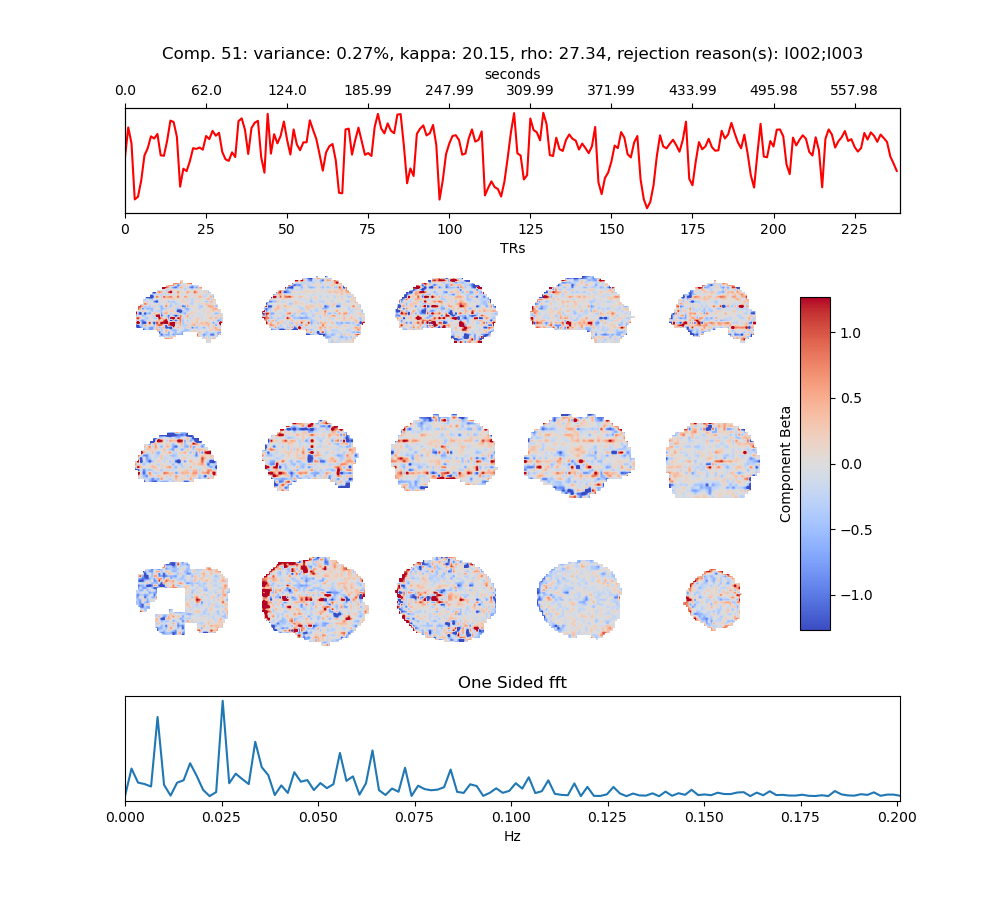 Comp. 51: variance: 0.27%, kappa: 20.15, rho: 27.34, rejection reason(s): I002;I003
seconds
0.0 62.0 124.0 185.99 247.99 309.99 371.99 433.99 495.98 557.98
0 25 50 75 100 125 150 175 200 225
TRs
1.0
0.5
0.0
−0.5
−1.0
Component Beta
One Sided fft
0.000 0.025 0.050 0.075 0.100 0.125 0.150 0.175 0.200
Hz